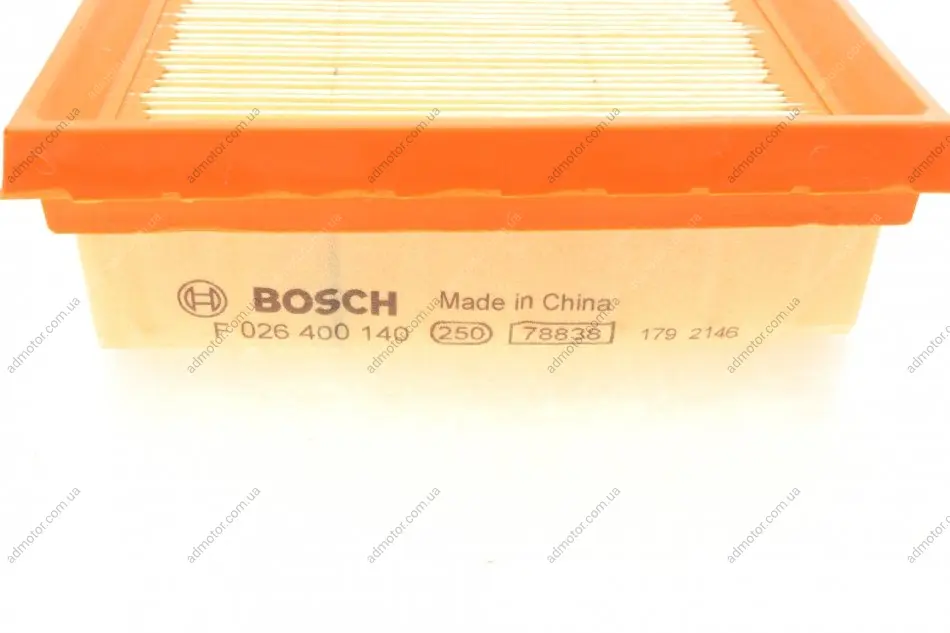 BOSCH Made in China
F 026 400 140 250 78838 179 2146
admotor.com.ua